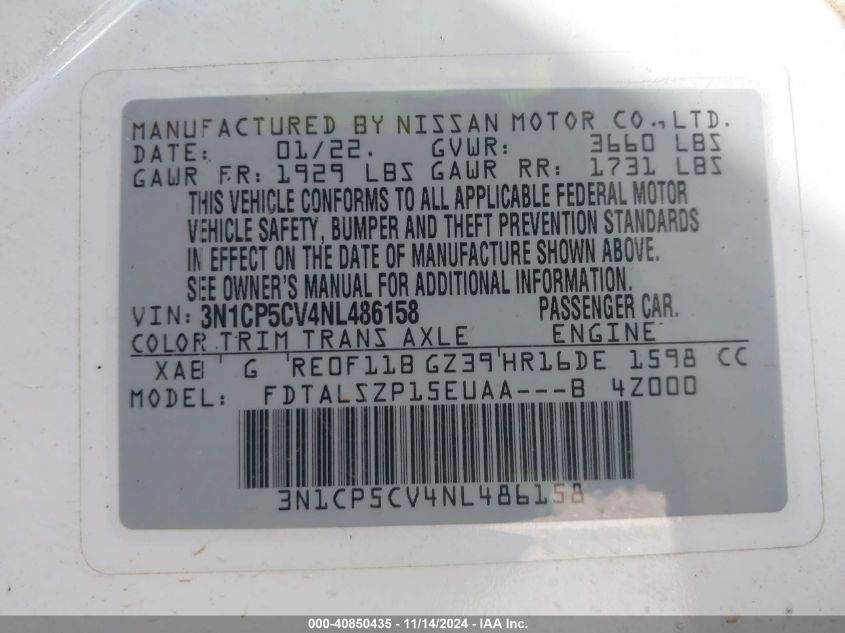 MANUFACTURED BY NISSAN MOTOR CO.,LTD.
DATE: 01/22. GVWR: 3660 LBS
GAWR FR: 1929 LBS GAWR RR: 1731 LBS
THIS VEHICLE CONFORMS TO ALL APPLICABLE FEDERAL MOTOR
VEHICLE SAFETY, BUMPER AND THEFT PREVENTION STANDARDS
IN EFFECT ON THE DATE OF MANUFACTURE SHOWN ABOVE.
SEE OWNER'S MANUAL FOR ADDITIONAL INFORMATION.
VIN: 3N1CP5CV4NL486158 PASSENGER CAR.
COLOR TRIM TRANS AXLE ENGINE
XAB G RE0F11B GZ39 HR16DE 1598 CC
MODEL: FDTALSZP15EUAA---B 4Z000
3N1CP5CV4NL486158
000-40850435 - 11/14/2024 - IAA Inc.